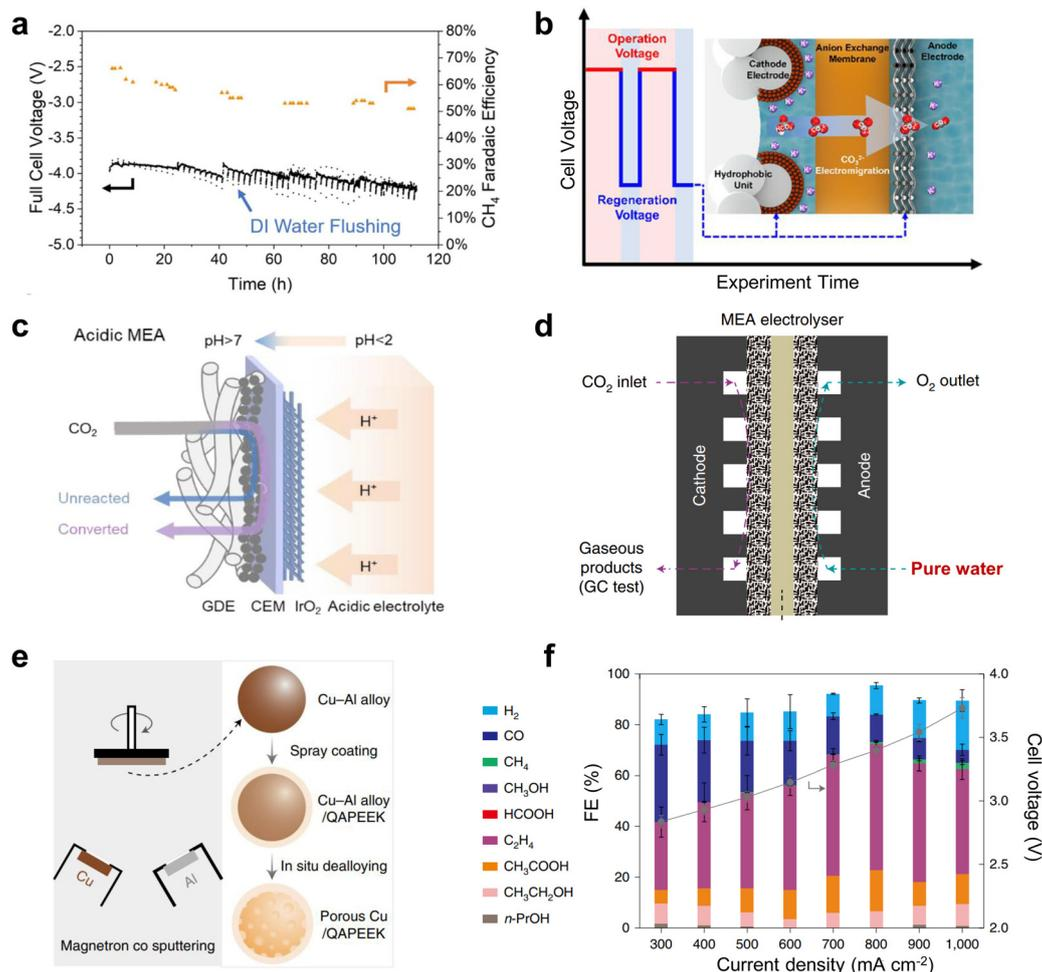 a
-2.0
-2.5
-3.0
-3.5
-4.0
-4.5
-5.0
Full Cell Voltage (V)
80%
70%
60%
50%
40%
30%
20%
10%
0%
CH4 Faradic Efficiency
DI Water Flushing
0 20 40 60 80 100 120
Time (h)
b
Operation
Voltage
Regeneration
Voltage
Cell Voltage
Experiment Time
Cathode
Electrode
Anion Exchange
Membrane
Anode
Electrode
Hydrophobic
Unit
CO3²⁻
Electromigration
c
Acidic MEA
pH>7
pH<2
CO2
H⁺
Unreacted
H⁺
Converted
H⁺
GDE CEM IrO2 Acidic electrolyte
d
MEA electrolyser
CO2 inlet
O2 outlet
Cathode
Anode
Gaseous
products
(GC test)
Pure water
e
Cu–Al alloy
Spray coating
Cu–Al alloy
/QAPEEK
In situ dealloying
Porous Cu
/QAPEEK
Cu
Al
Magnetron co sputtering
f
H2
CO
CH4
CH3OH
HCOOH
C2H4
CH3COOH
CH3CH2OH
n-PrOH
100
80
60
40
20
0
FE (%)
4.0
3.5
3.0
2.5
2.0
Cell voltage (V)
300 400 500 600 700 800 900 1,000
Current density (mA cm⁻²)